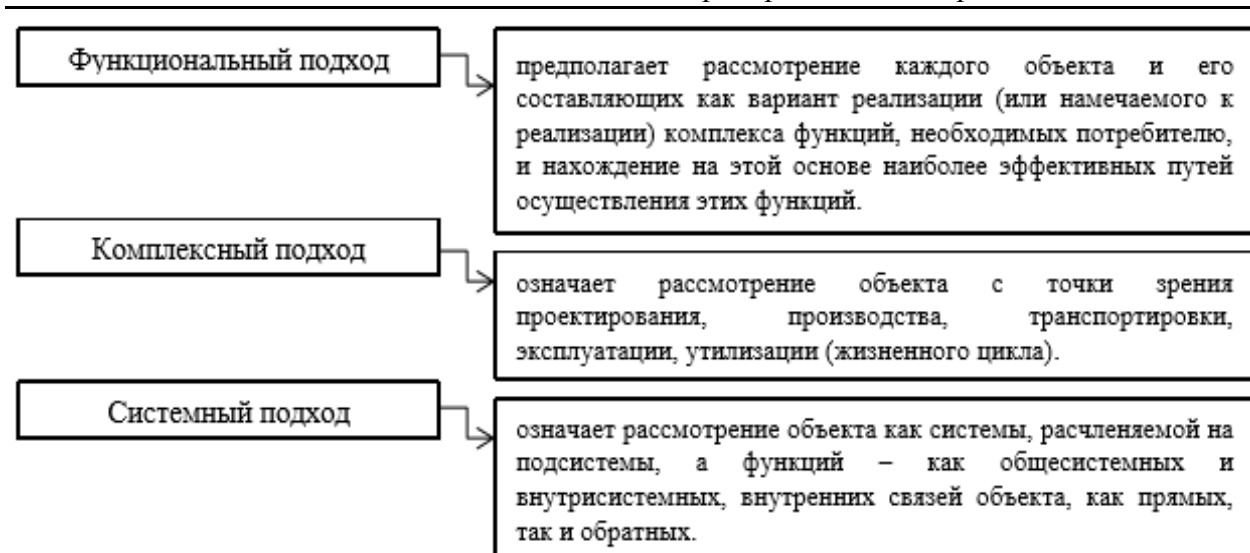 Функциональный подход
предполагает рассмотрение каждого объекта и его
составляющих как вариант реализации (или намечаемого к
реализации) комплекса функций, необходимых потребителю,
и нахождение на этой основе наиболее эффективных путей
осуществления этих функций.
Комплексный подход
означает рассмотрение объекта с точки зрения
проектирования, производства, транспортировки,
эксплуатации, утилизации (жизненного цикла).
Системный подход
означает рассмотрение объекта как системы, расчленяемой на
подсистемы, а функций – как общесистемных и
внутрисистемных, внутренних связей объекта, как прямых,
так и обратных.